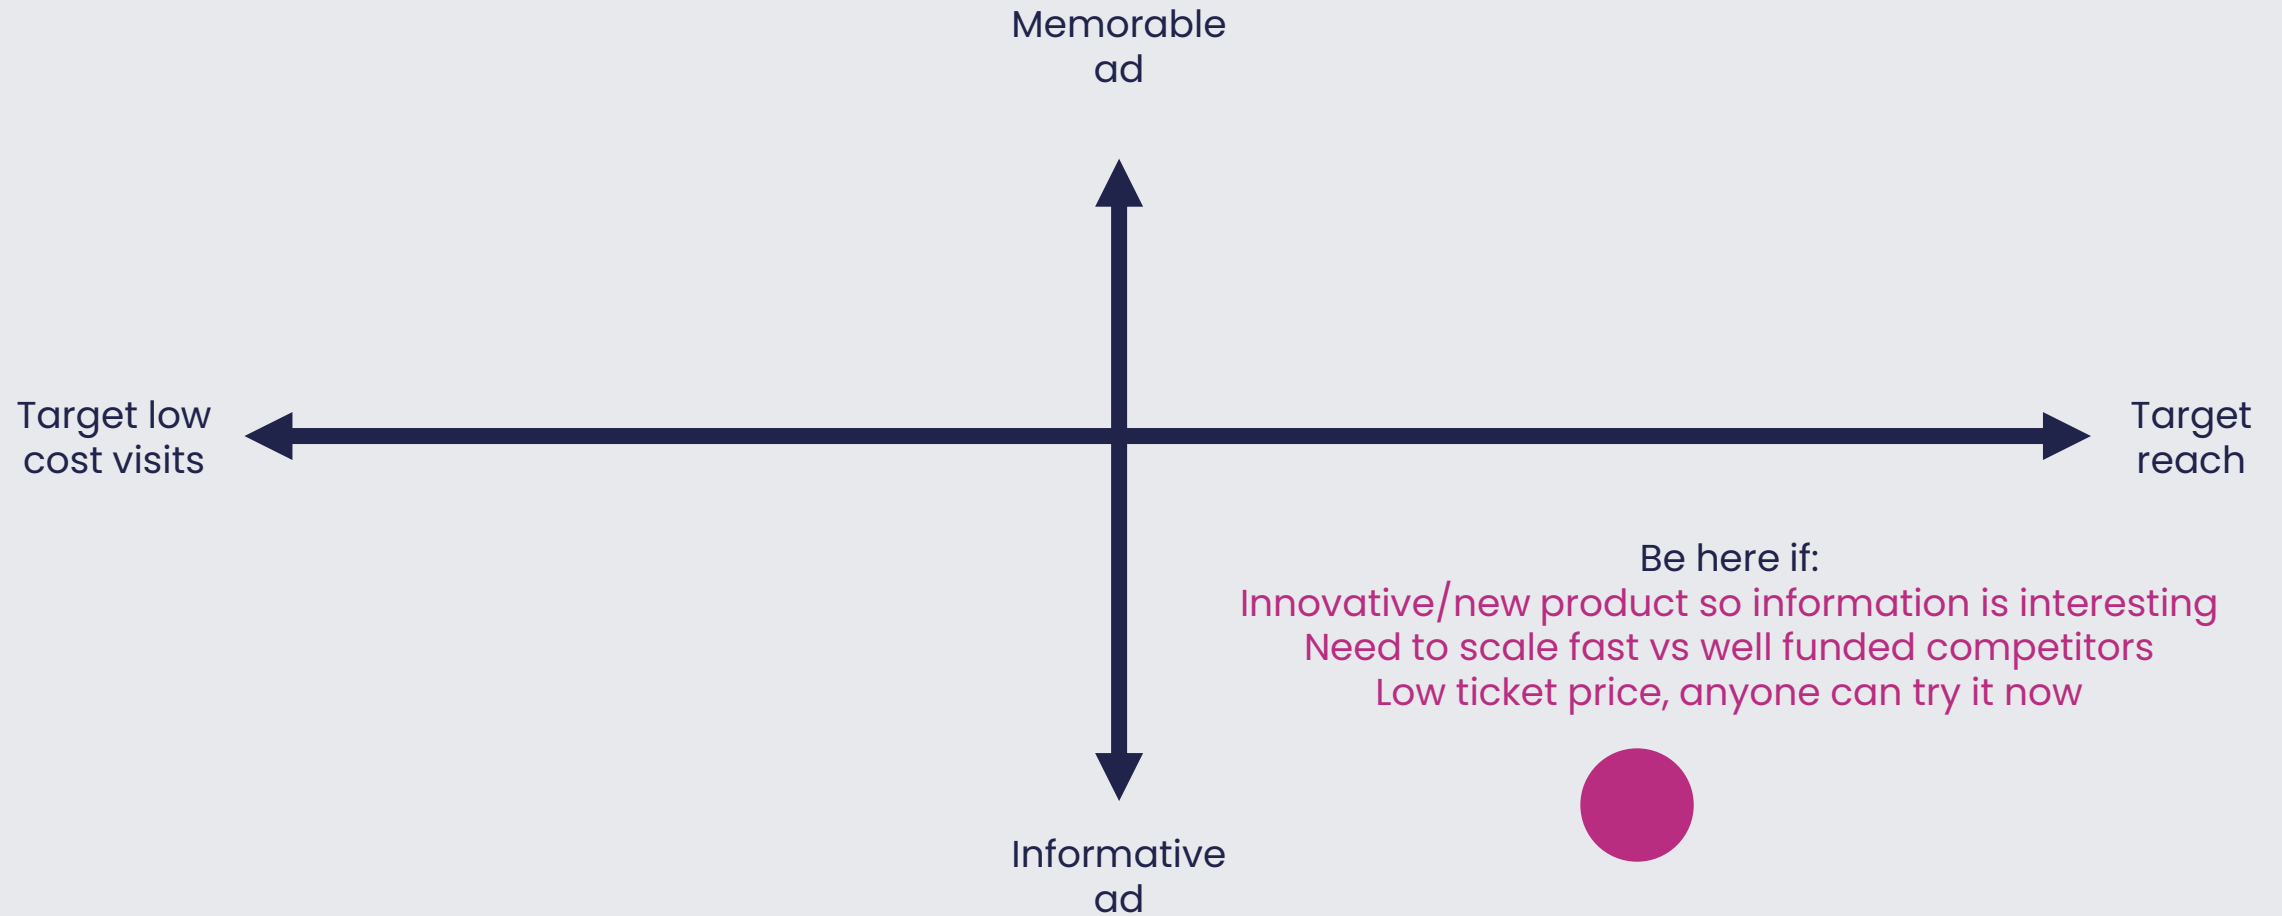 Memorable
ad
Target low
cost visits
Target
reach
Be here if:
Innovative/new product so information is interesting
Need to scale fast vs well funded competitors
Low ticket price, anyone can try it now
Informative
ad